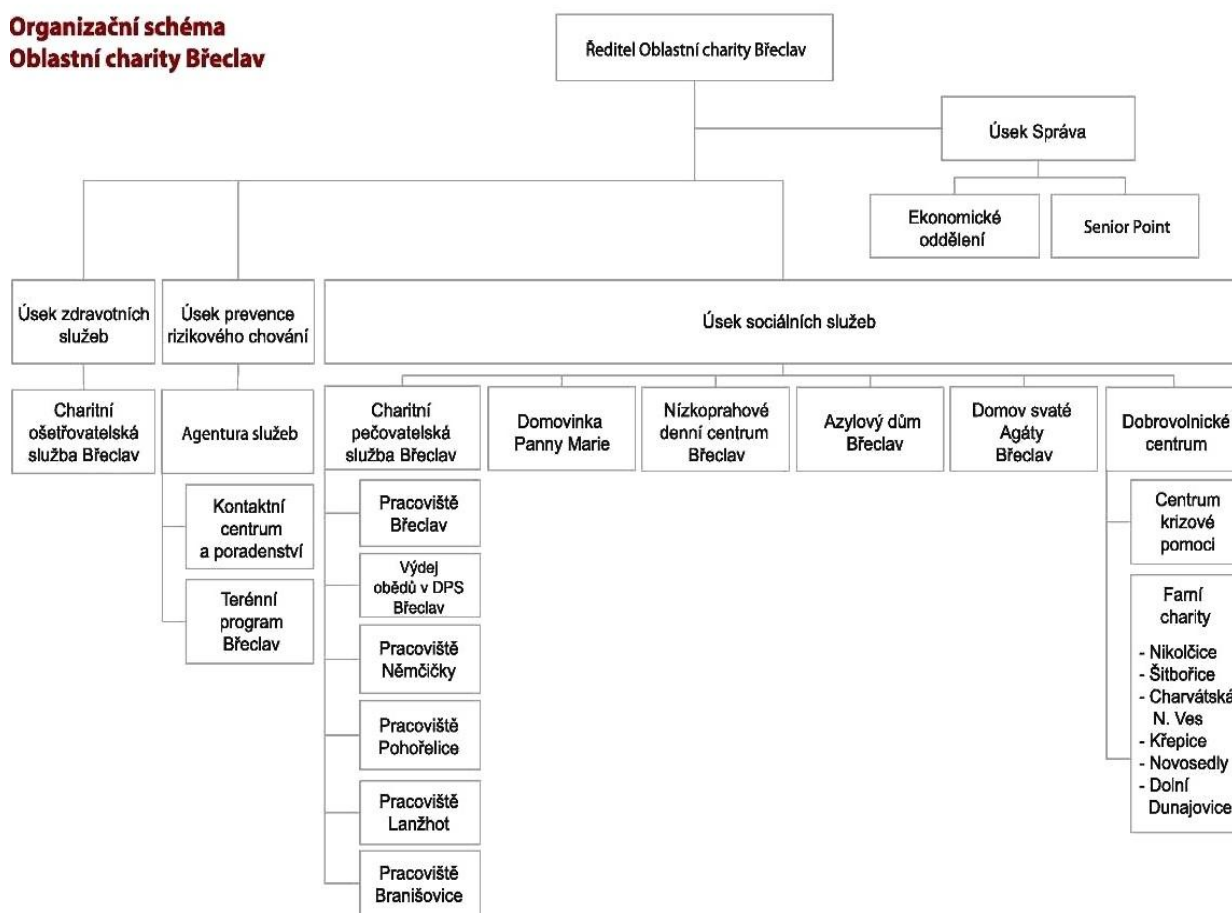 Organizační schéma
Oblastní charity Břeclav
Ředitel Oblastní charity Břeclav
Úsek Správa
Ekonomické
oddělení
Senior Point
Úsek zdravotních
služeb
Úsek prevence
rizikového chování
Úsek sociálních služeb
Charitní
ošetřovatelská
služba Břeclav
Agentura služeb
Kontaktní
centrum
a poradenství
Terénní
program
Břeclav
Charitní
pečovatelská
služba Břeclav
Pracoviště
Břeclav
Výdej
obědů v DPS
Břeclav
Pracoviště
Němčičky
Pracoviště
Pohořelice
Pracoviště
Lanžhot
Pracoviště
Branišovice
Domovinka
Panny Marie
Nízkoprahové
denní centrum
Břeclav
Azylový dům
Břeclav
Domov svaté
Agáty
Břeclav
Dobrovolnické
centrum
Centrum
krizové
pomoci
Farní
charity
- Nikolčice
- Šitbořice
- Charvátská
N. Ves
- Křepice
- Novosedly
- Dolní
Dunajovice